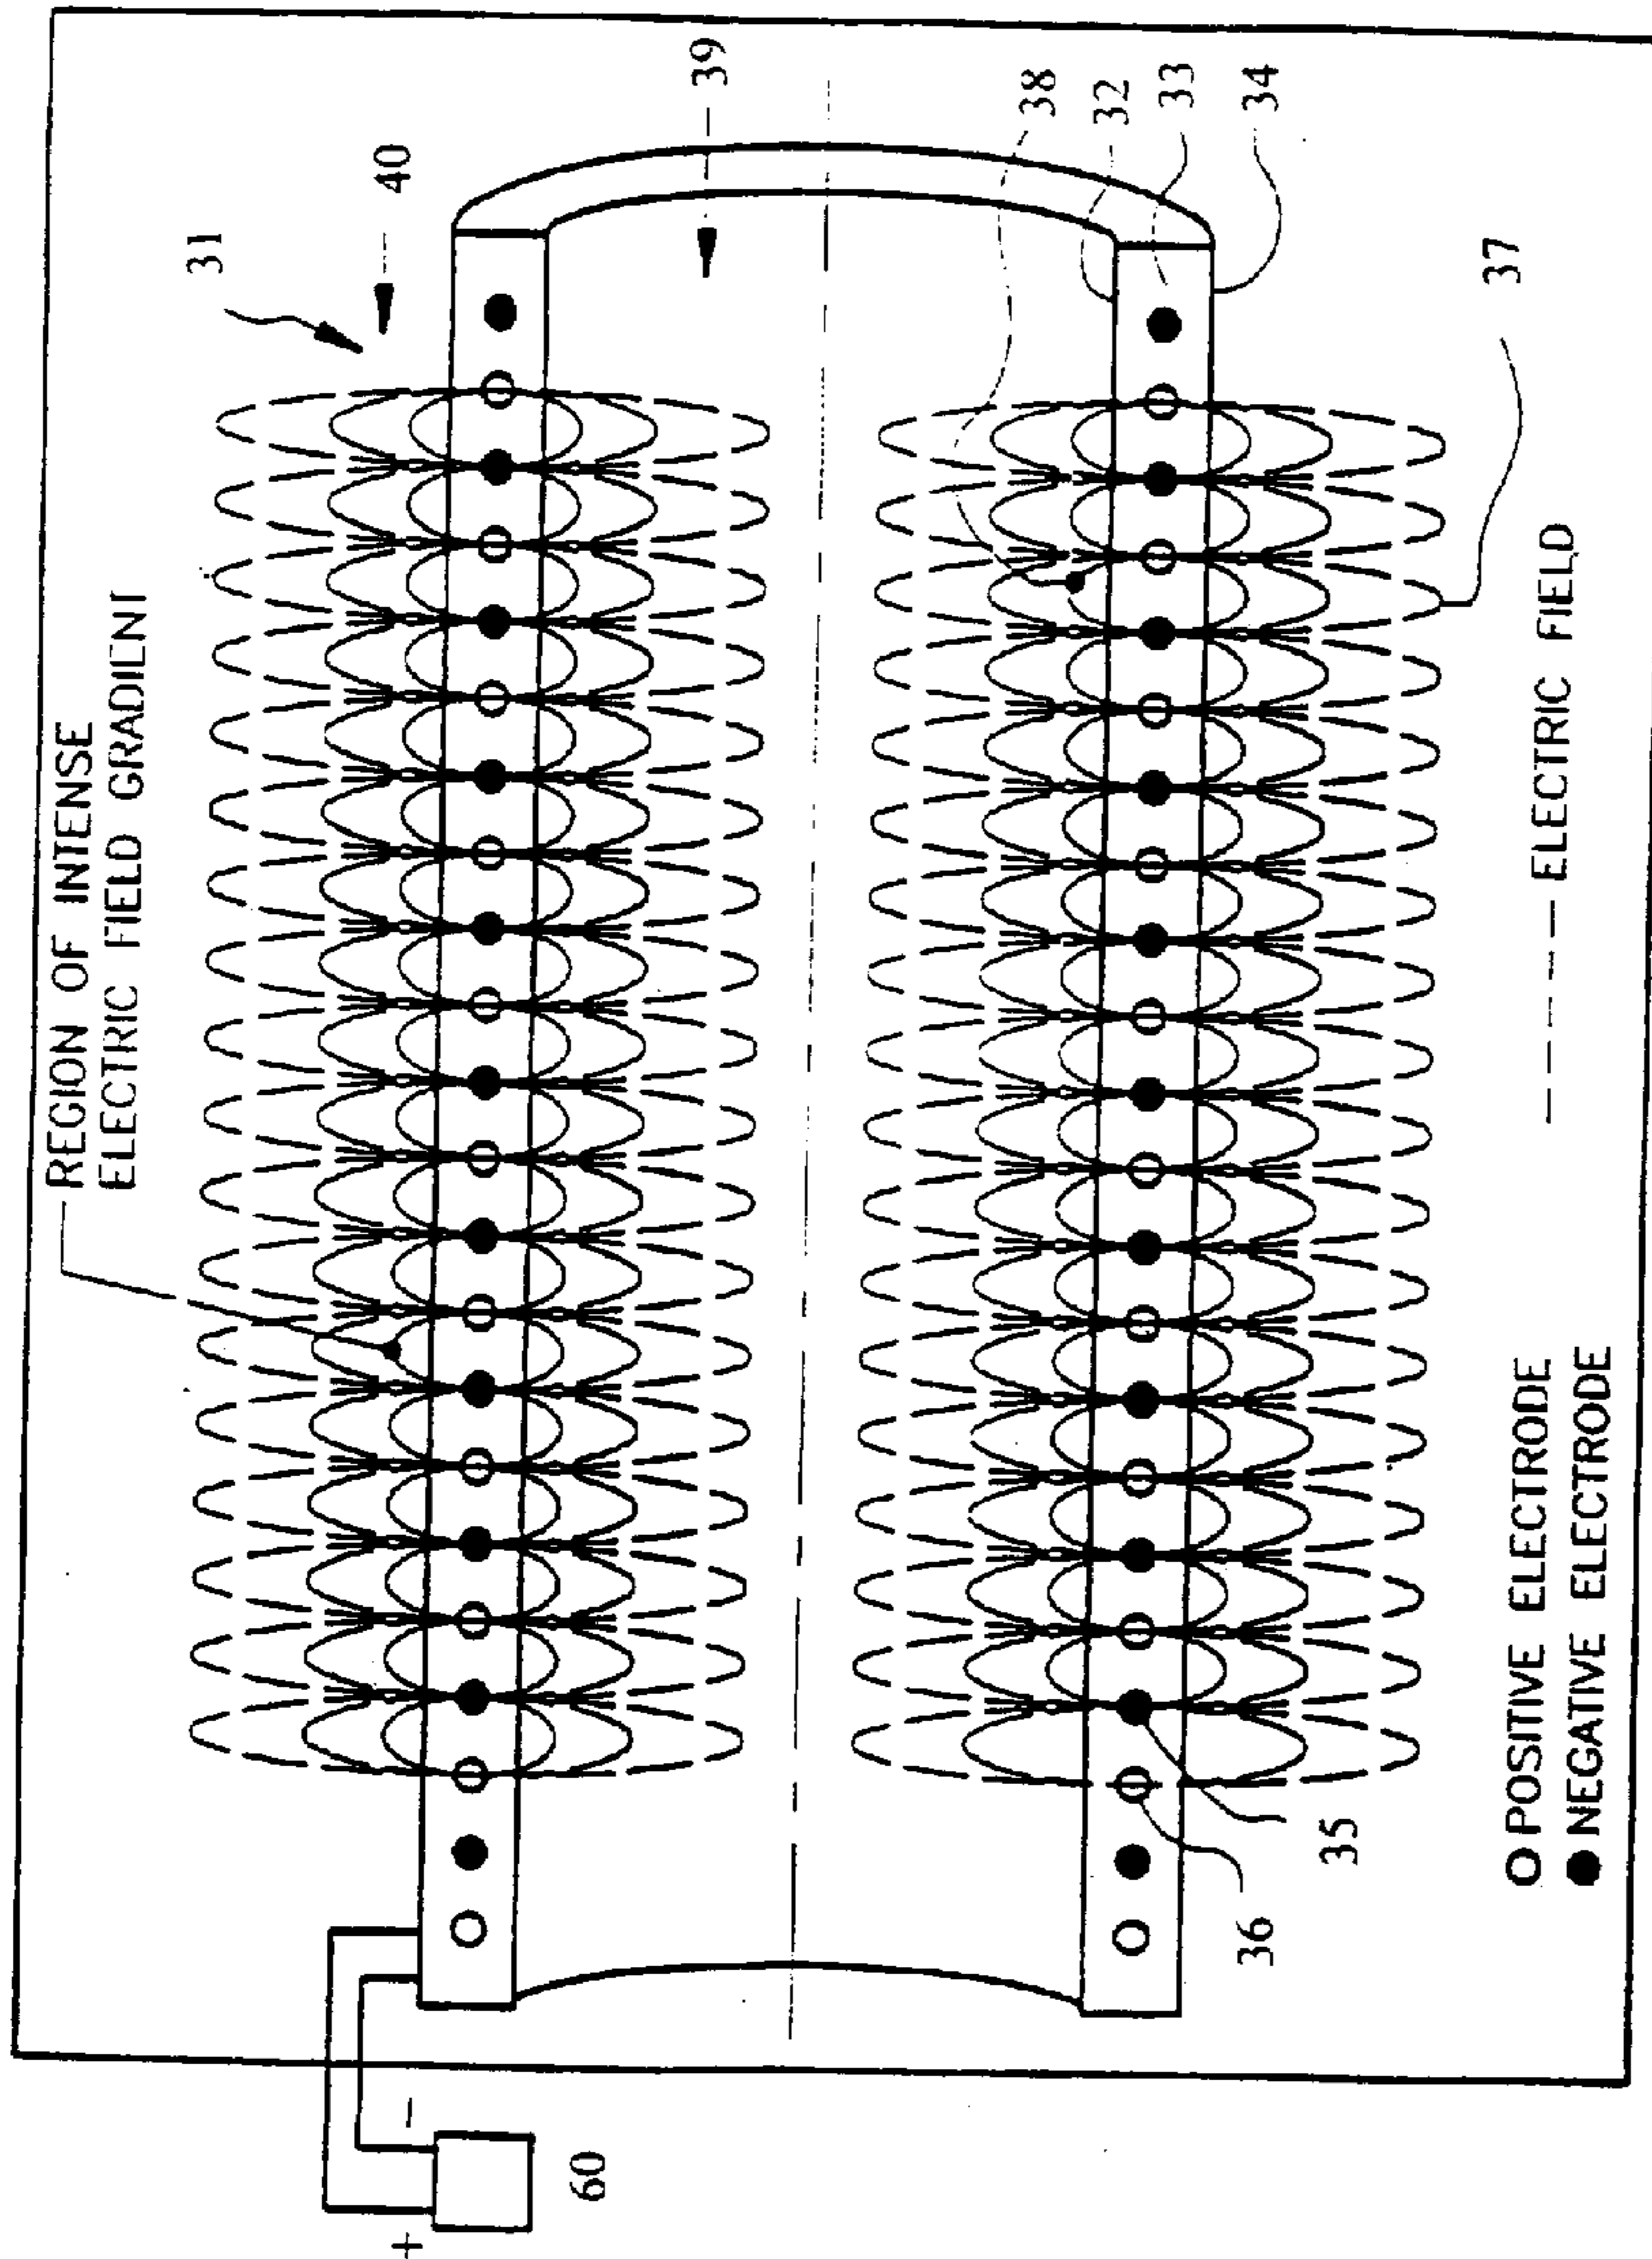 REGION OF INTENSE
ELECTRIC FIELD GRADIENT
31
40
39
38
32
33
34
37
+
-
60
36
35
O POSITIVE ELECTRODE
● NEGATIVE ELECTRODE
--- ELECTRIC FIELD